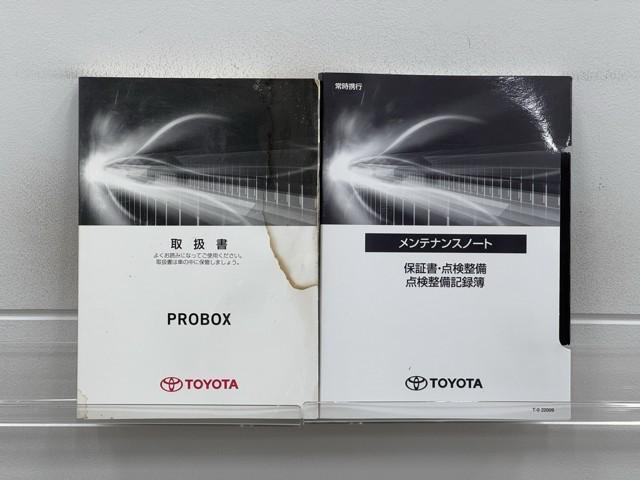 取扱書
よくお読みになってご使用ください。
取扱書は車の中に保管しましょう。
PROBOX
TOYOTA
常時携行
メンテナンスノート
保証書・点検整備
点検整備記録簿
TOYOTA